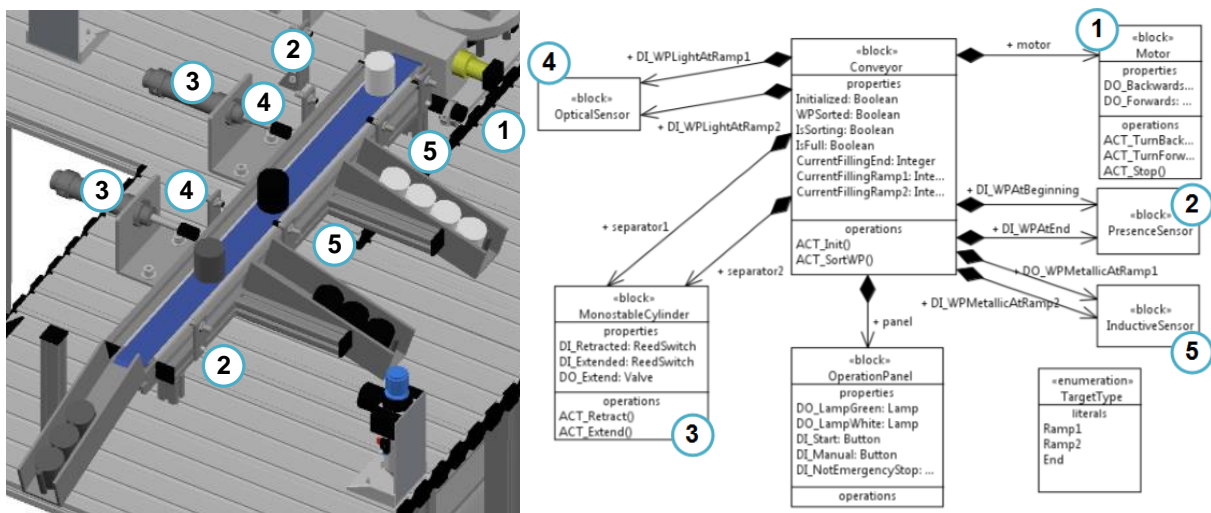 2
3
4
5
1
3
4
5
2
4
«block»
OpticalSensor
+ DI_WPLightAtRamp1
+ DI_WPLightAtRamp2
«block»
Conveyor
properties
Initialized: Boolean
WPSorted: Boolean
IsSorting: Boolean
IsFull: Boolean
CurrentFillingEnd: Integer
CurrentFillingRamp1: Inte...
CurrentFillingRamp2: Inte...
operations
ACT_Init()
ACT_SortWP()
+ motor
1
«block»
Motor
properties
DO_Backwards...
DO_Forwards: ...
operations
ACT_TurnBack...
ACT_TurnForw...
ACT_Stop()
+ DI_WPAtBeginning
+ DI_WPAtEnd
2
«block»
PresenceSensor
+ DO_WPMetallicAtRamp1
+ DI_WPMetallicAtRamp2
«block»
InductiveSensor
5
+ separator1
+ separator2
«block»
MonostableCylinder
properties
DI_Retracted: ReedSwitch
DI_Extended: ReedSwitch
DO_Extend: Valve
operations
ACT_Retract()
ACT_Extend()
3
+ panel
«block»
OperationPanel
properties
DO_LampGreen: Lamp
DO_LampWhite: Lamp
DI_Start: Button
DI_Manual: Button
DI_NotEmergencyStop: ...
operations
«enumeration»
TargetType
literals
Ramp1
Ramp2
End